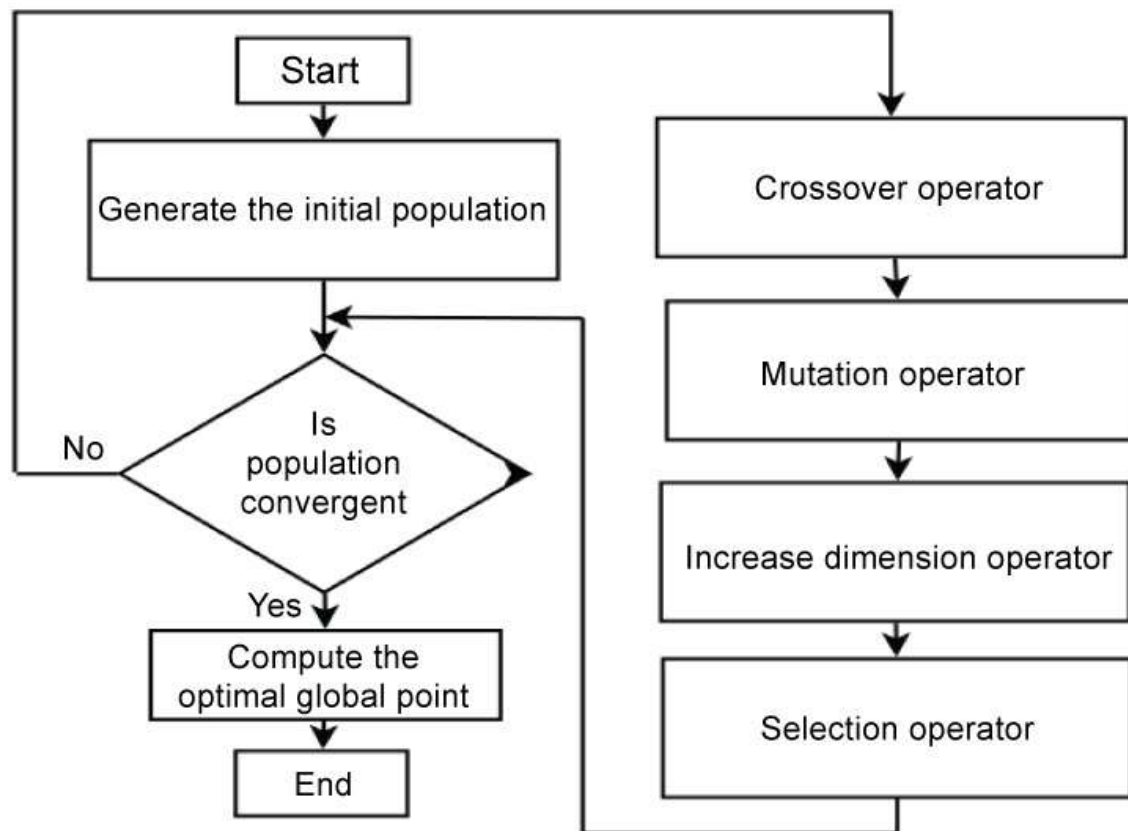 Start
Generate the initial population
Is
population
convergent
No
Yes
Compute the
optimal global point
End
Crossover operator
Mutation operator
Increase dimension operator
Selection operator